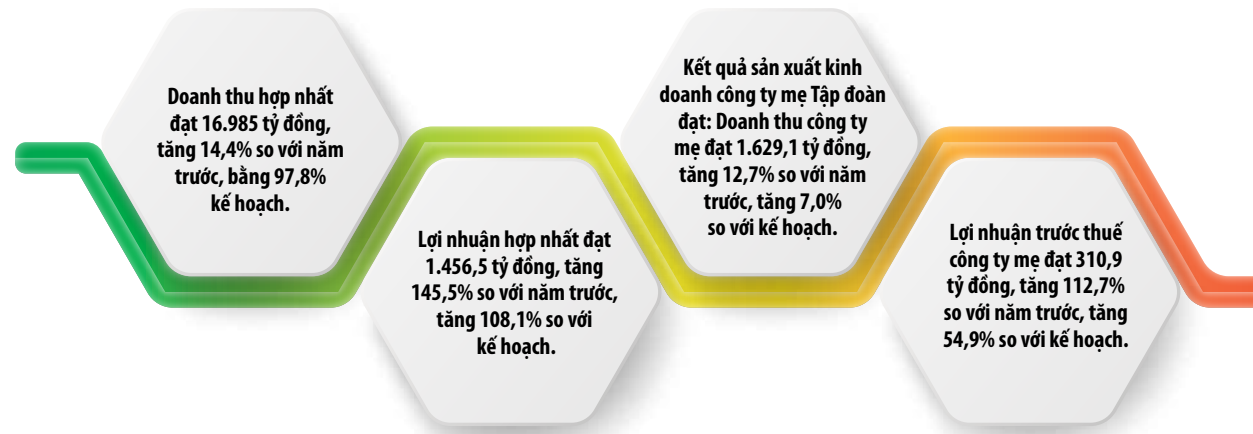 Doanh thu hợp nhất
đạt 16.985 tỷ đồng,
tăng 14,4% so với năm
trước, bằng 97,8%
kế hoạch.
Lợi nhuận hợp nhất đạt
1.456,5 tỷ đồng, tăng
145,5% so với năm trước,
tăng 108,1% so với
kế hoạch.
Kết quả sản xuất kinh
doanh công ty mẹ Tập đoàn
đạt: Doanh thu công ty
mẹ đạt 1.629,1 tỷ đồng,
tăng 12,7% so với năm
trước, tăng 7,0%
so với kế hoạch.
Lợi nhuận trước thuế
công ty mẹ đạt 310,9
tỷ đồng, tăng 112,7%
so với năm trước, tăng
54,9% so với kế hoạch.